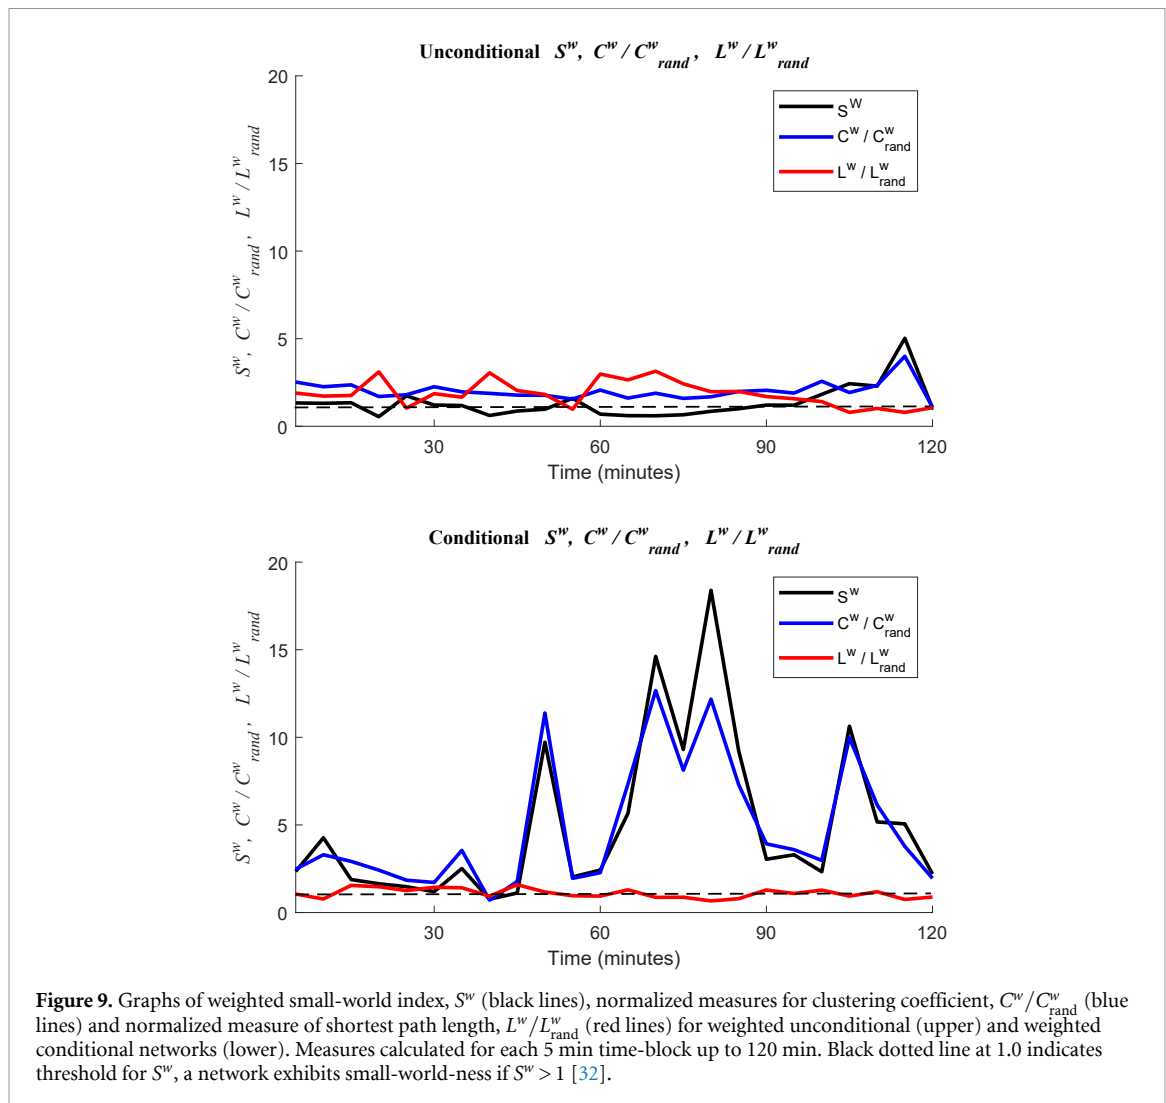 Unconditional S^w, C^w / C^w_rand, L^w / L^w_rand
S^w, C^w / C^w_rand, L^w / L^w_rand
20
15
10
5
0
30
60
90
120
Time (minutes)
S^W
C^w / C^w_rand
L^w / L^w_rand
Conditional S^w, C^w / C^w_rand, L^w / L^w_rand
S^w, C^w / C^w_rand, L^w / L^w_rand
20
15
10
5
0
30
60
90
120
Time (minutes)
S^w
C^w / C^w_rand
L^w / L^w_rand
Figure 9. Graphs of weighted small-world index, S^w (black lines), normalized measures for clustering coefficient, C^w/C^w_rand (blue
lines) and normalized measure of shortest path length, L^w/L^w_rand (red lines) for weighted unconditional (upper) and weighted
conditional networks (lower). Measures calculated for each 5 min time-block up to 120 min. Black dotted line at 1.0 indicates
threshold for S^w, a network exhibits small-world-ness if S^w > 1 [32].